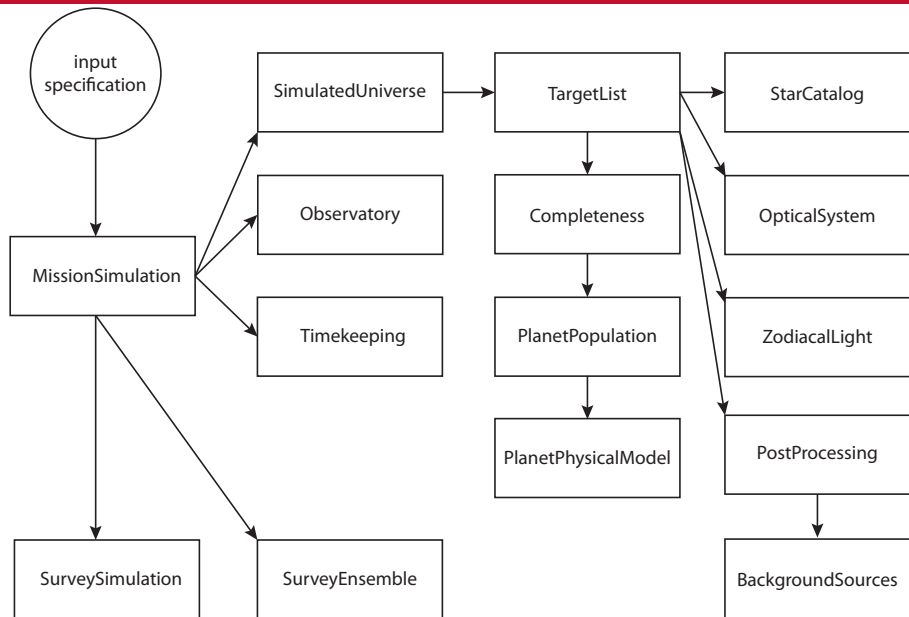 input
specification
SimulatedUniverse
TargetList
StarCatalog
Observatory
Completeness
OpticalSystem
MissionSimulation
Timekeeping
PlanetPopulation
ZodiacalLight
PlanetPhysicalModel
PostProcessing
SurveySimulation
SurveyEnsemble
BackgroundSources